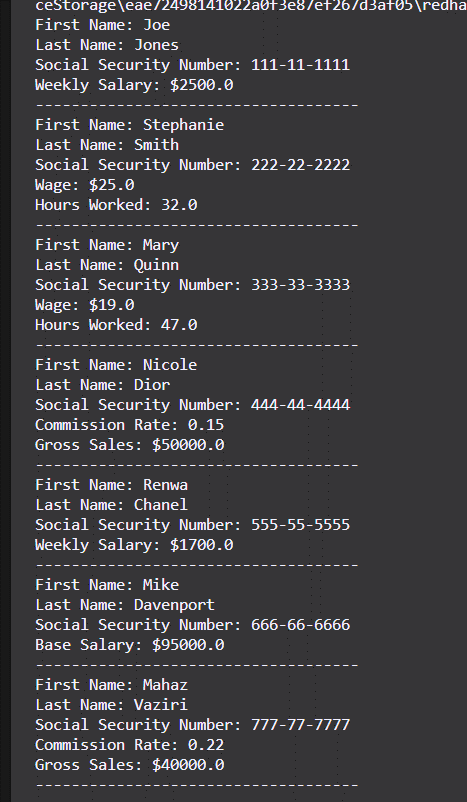 ceStorage\eae72498141022a0f3e87ef267d3af05\redha
First Name: Joe
Last Name: Jones
Social Security Number: 111-11-1111
Weekly Salary: $2500.0
------------------------------------
First Name: Stephanie
Last Name: Smith
Social Security Number: 222-22-2222
Wage: $25.0
Hours Worked: 32.0
------------------------------------
First Name: Mary
Last Name: Quinn
Social Security Number: 333-33-3333
Wage: $19.0
Hours Worked: 47.0
------------------------------------
First Name: Nicole
Last Name: Dior
Social Security Number: 444-44-4444
Commission Rate: 0.15
Gross Sales: $50000.0
------------------------------------
First Name: Renwa
Last Name: Chanel
Social Security Number: 555-55-5555
Weekly Salary: $1700.0
------------------------------------
First Name: Mike
Last Name: Davenport
Social Security Number: 666-66-6666
Base Salary: $95000.0
------------------------------------
First Name: Mahaz
Last Name: Vaziri
Social Security Number: 777-77-7777
Commission Rate: 0.22
Gross Sales: $40000.0
------------------------------------